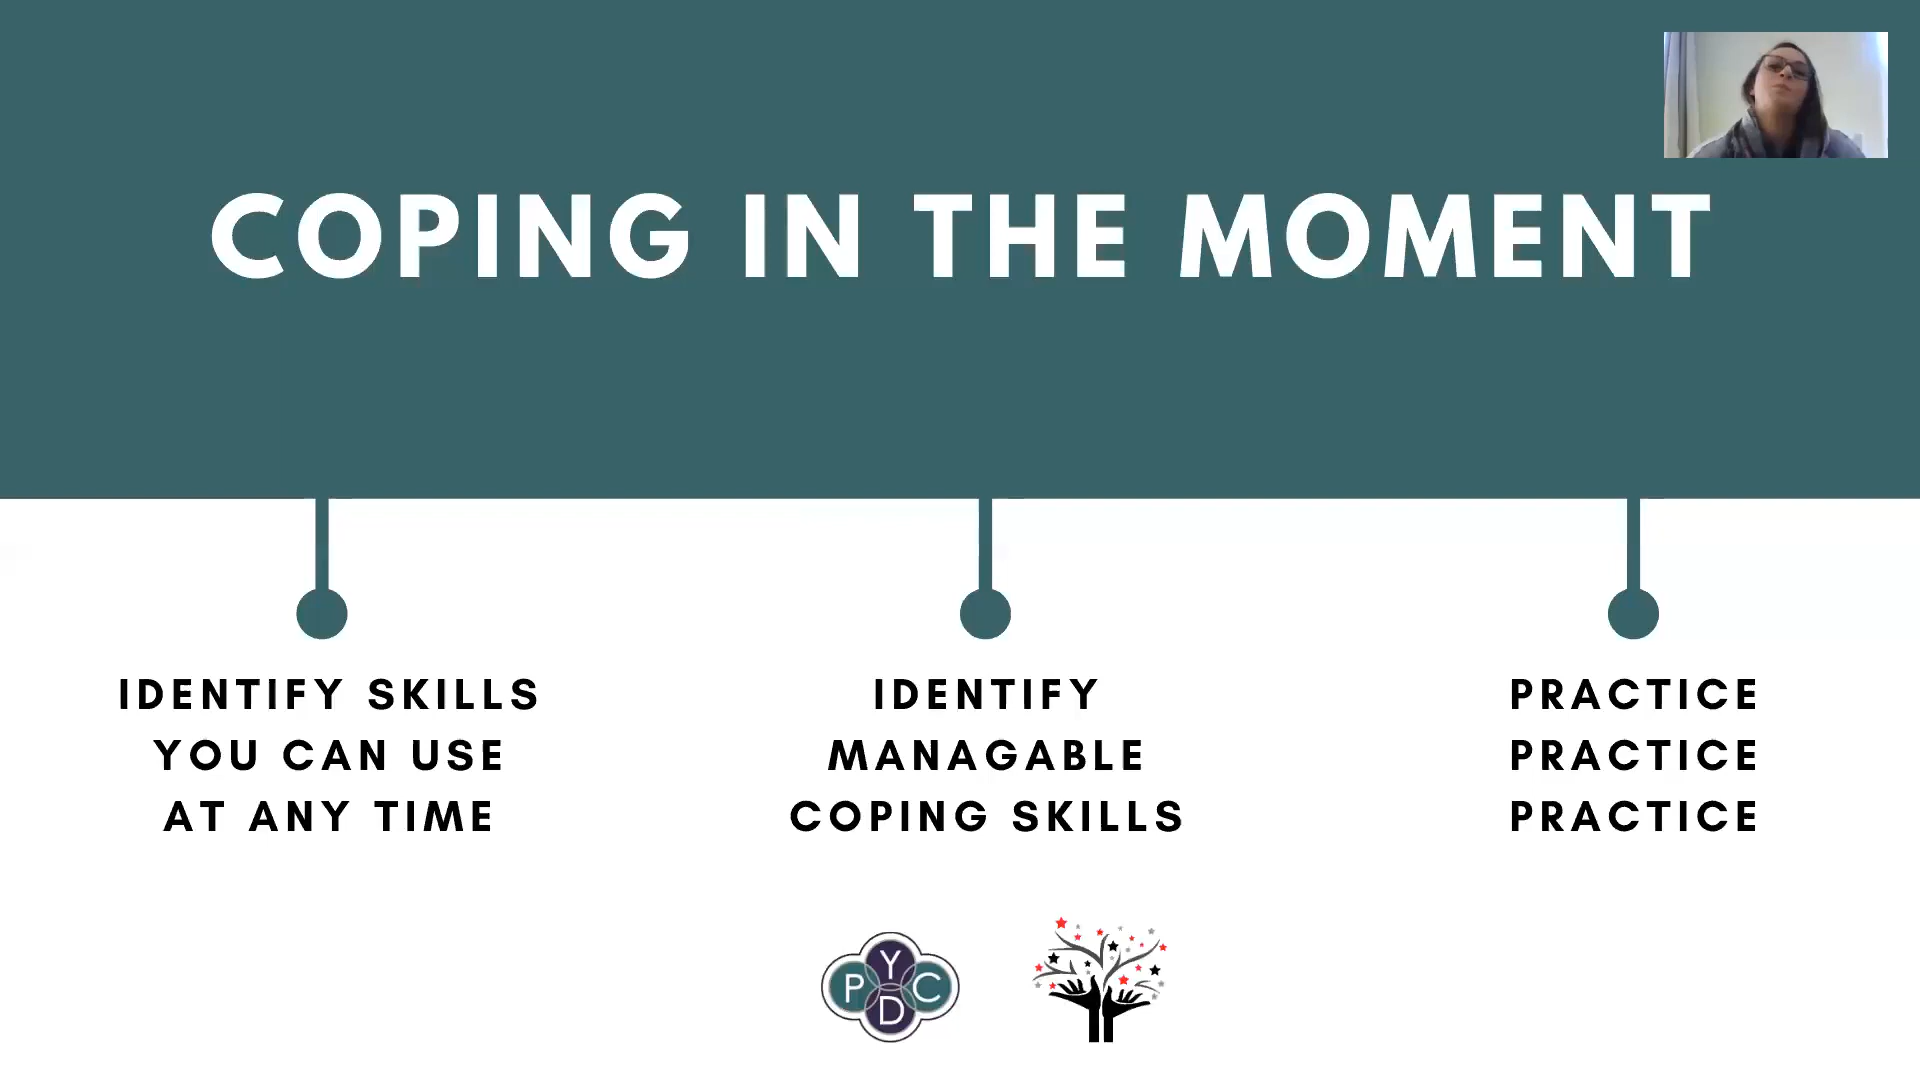 COPING IN THE MOMENT
IDENTIFY SKILLS
YOU CAN USE
AT ANY TIME
IDENTIFY
MANAGABLE
COPING SKILLS
PRACTICE
PRACTICE
PRACTICE
P Y D C